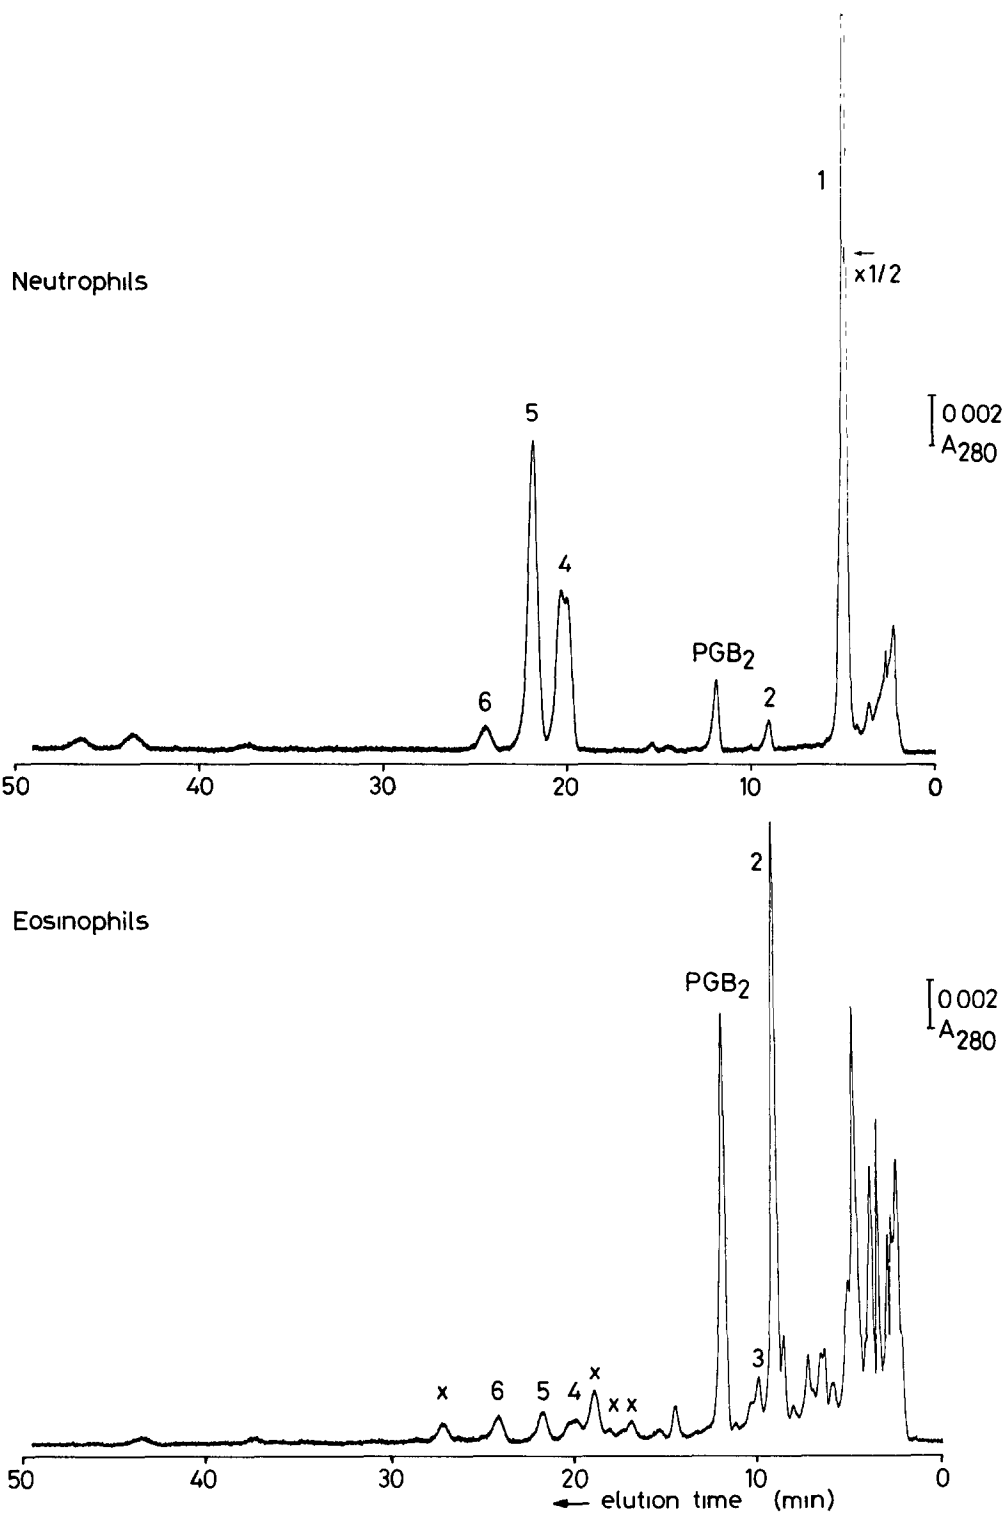 1
←
x1/2
Neutrophils
5
0 002
A280
4
PGB2
6
2
50 40 30 20 10 0
2
Eosinophils
PGB2
0 002
A280
3
x 6 5 4 x x x
50 40 30 20 10 0
← elution time (min)